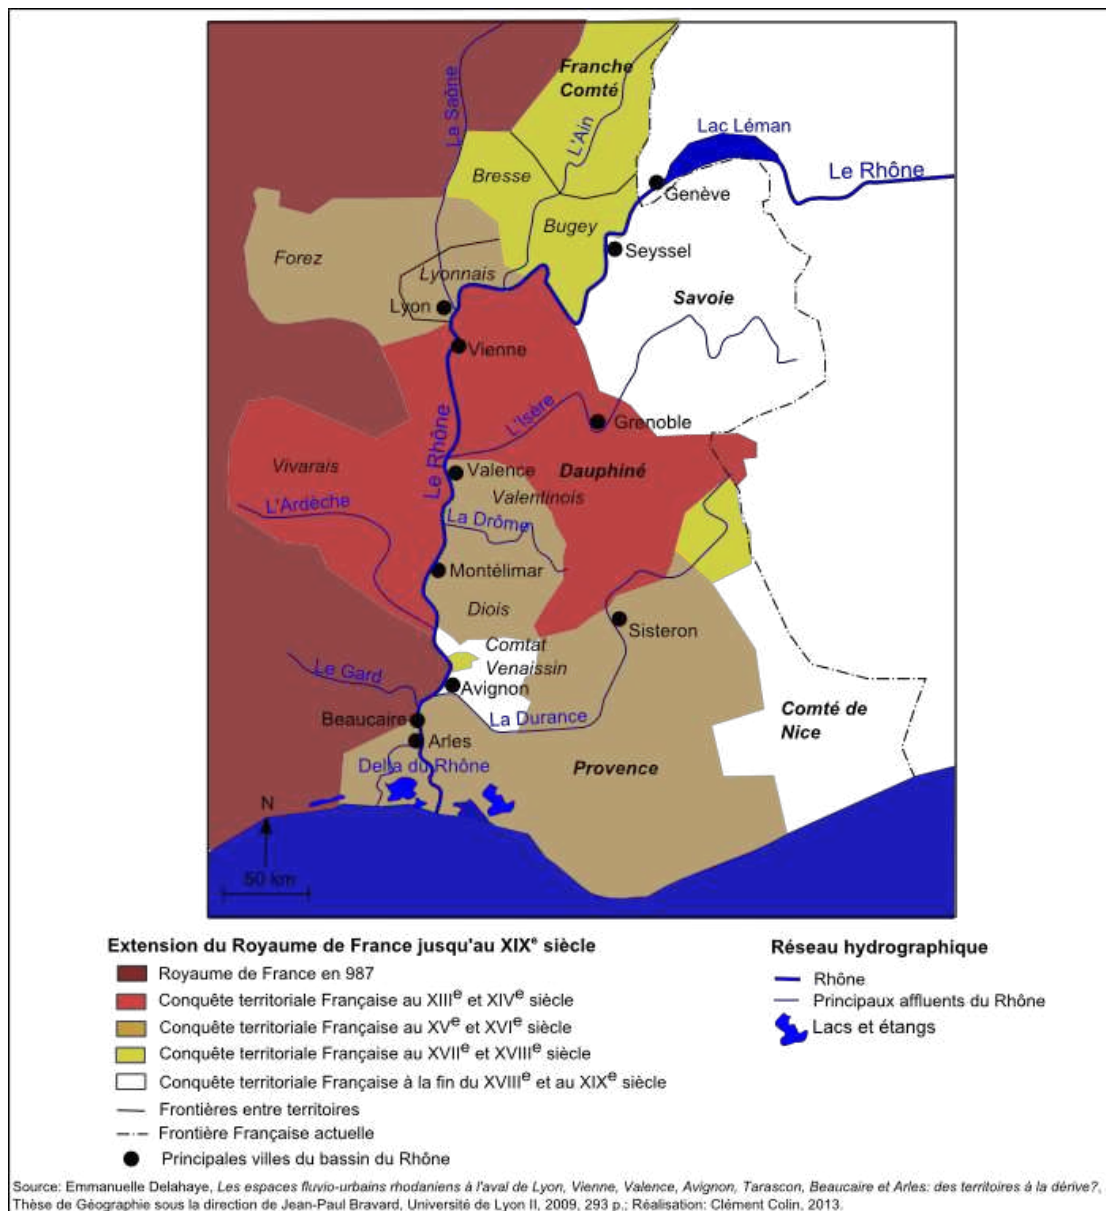 Franche
Comté
La Saône
L'Ain
Lac Léman
Le Rhône
Bresse
Genève
Bugey
Seyssel
Forez
Lyonnais
Lyon
Savoie
Vienne
L'Isère
Grenoble
Le Rhône
Vivarais
Valence
Dauphiné
Valentinois
L'Ardèche
La Drôme
Montélimar
Diois
Sisteron
Comtat
Venaissin
Le Gard
Avignon
Beaucaire
La Durance
Comté de
Nice
Arles
Delta du Rhône
Provence
N
50 km
Extension du Royaume de France jusqu'au XIXe siècle
Royaume de France en 987
Conquête territoriale Française au XIIIe et XIVe siècle
Conquête territoriale Française au XVe et XVIe siècle
Conquête territoriale Française au XVIIe et XVIIIe siècle
Conquête territoriale Française à la fin du XVIIIe et au XIXe siècle
Frontières entre territoires
Frontière Française actuelle
Principales villes du bassin du Rhône
Réseau hydrographique
Rhône
Principaux affluents du Rhône
Lacs et étangs
Source: Emmanuelle Delahaye, Les espaces fluvio-urbains rhodaniens à l'aval de Lyon, Vienne, Valence, Avignon, Tarascon, Beaucaire et Arles: des territoires à la dérive?,
Thèse de Géographie sous la direction de Jean-Paul Bravard, Université de Lyon II, 2009, 293 p.; Réalisation: Clément Colin, 2013.